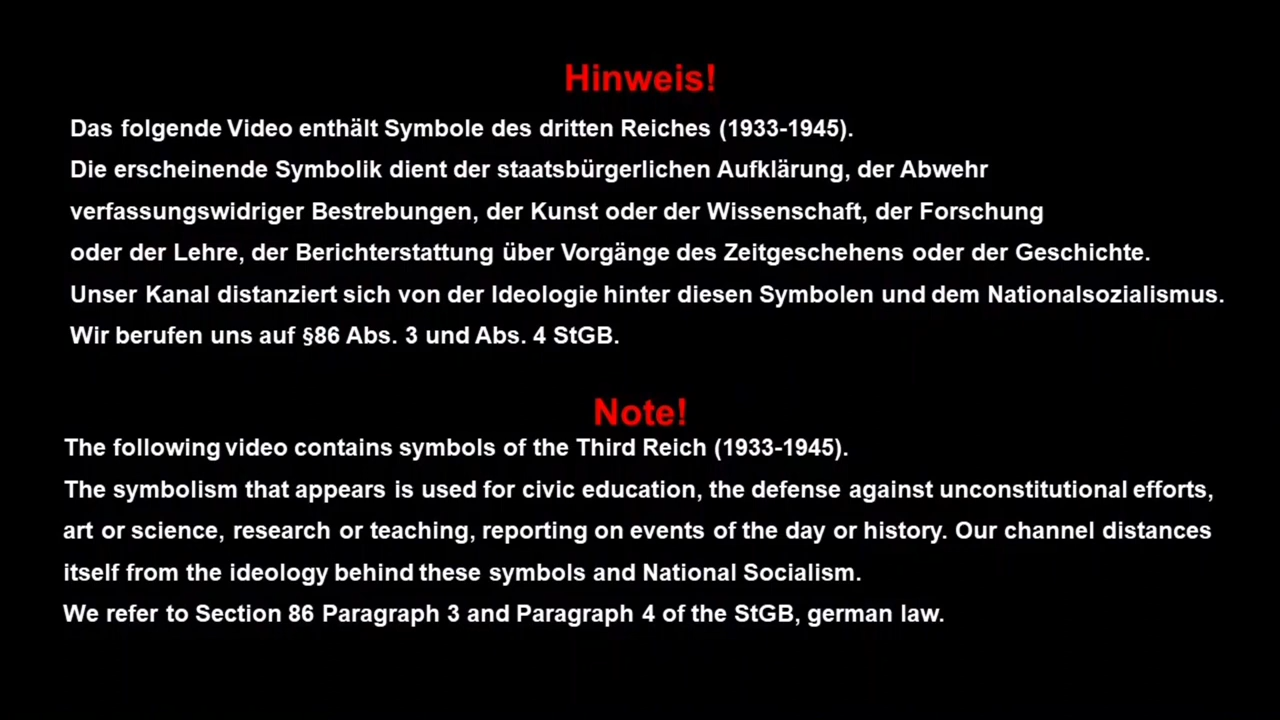 Hinweis!
Das folgende Video enthält Symbole des dritten Reiches (1933-1945).
Die erscheinende Symbolik dient der staatsbürgerlichen Aufklärung, der Abwehr
verfassungswidriger Bestrebungen, der Kunst oder der Wissenschaft, der Forschung
oder der Lehre, der Berichterstattung über Vorgänge des Zeitgeschehens oder der Geschichte.
Unser Kanal distanziert sich von der Ideologie hinter diesen Symbolen und dem Nationalsozialismus.
Wir berufen uns auf §86 Abs. 3 und Abs. 4 StGB.
Note!
The following video contains symbols of the Third Reich (1933-1945).
The symbolism that appears is used for civic education, the defense against unconstitutional efforts,
art or science, research or teaching, reporting on events of the day or history. Our channel distances
itself from the ideology behind these symbols and National Socialism.
We refer to Section 86 Paragraph 3 and Paragraph 4 of the StGB, german law.